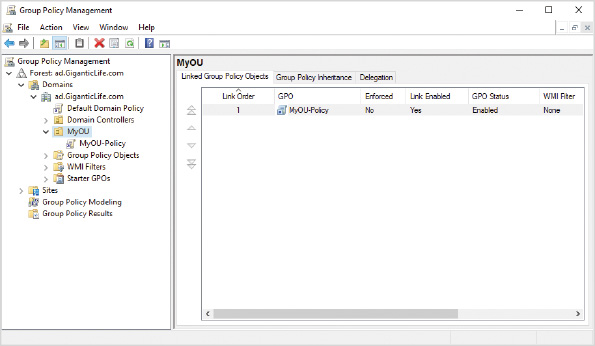 Group Policy Management
File Action View Window Help
Group Policy Management
Forest: ad.GiganticLife.com
Domains
ad.GiganticLife.com
Default Domain Policy
Domain Controllers
MyOU
MyOU-Policy
Group Policy Objects
WMI Filters
Starter GPOs
Sites
Group Policy Modeling
Group Policy Results
MyOU
Linked Group Policy Objects Group Policy Inheritance Delegation
Link Order GPO Enforced Link Enabled GPO Status WMI Filter
1 MyOU-Policy No Yes Enabled None